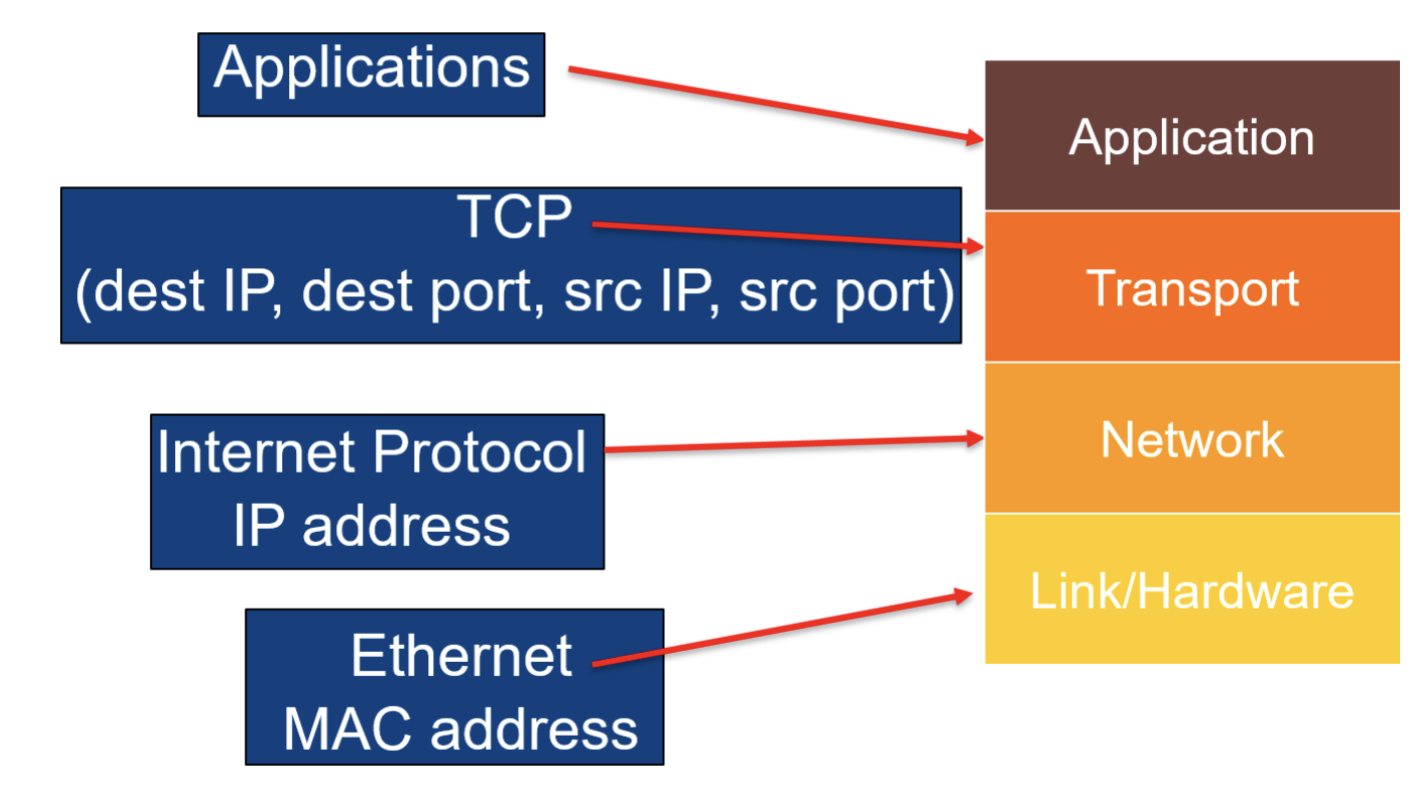 Applications
Application
TCP
(dest IP, dest port, src IP, src port)
Transport
Internet Protocol
IP address
Network
Ethernet
MAC address
Link/Hardware